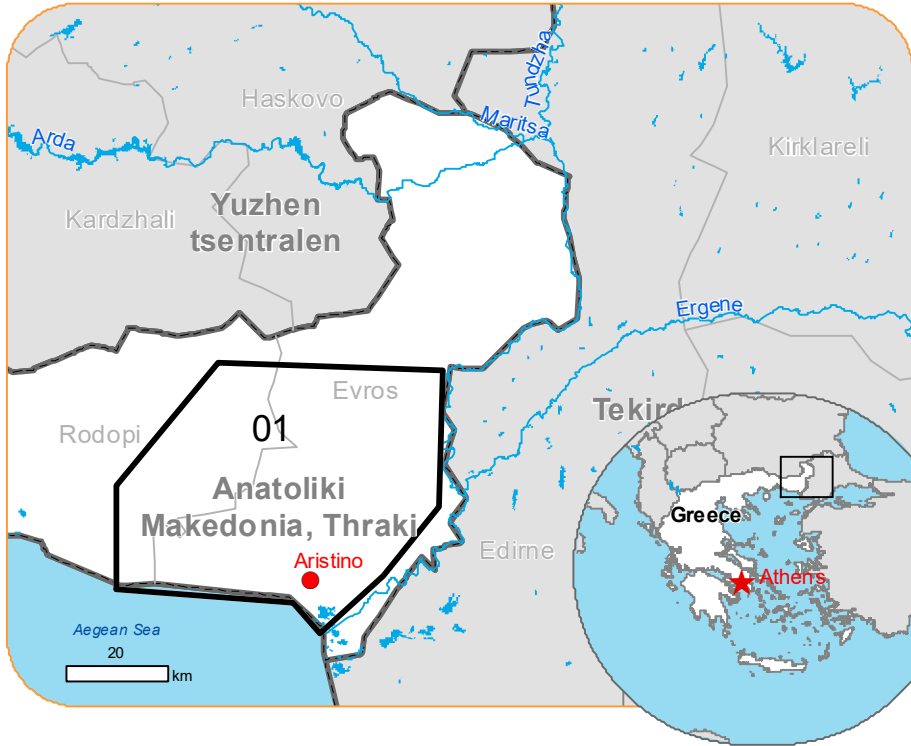 Tundzha
Haskovo
Maritsa
Arda
Kirklareli
Kardzhali
Yuzhen
tsentralen
Ergene
Evros
Tekird
Rodopi
01
Anatoliki
Makedonia, Thraki
Greece
Edirne
Aristino
Athens
Aegean Sea
20
km